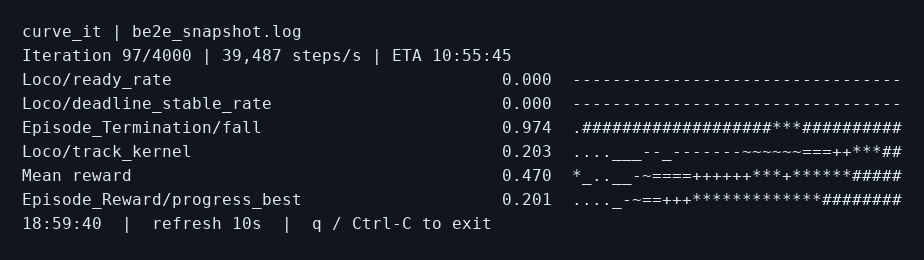 curve_it | be2e_snapshot.log
Iteration 97/4000 | 39,487 steps/s | ETA 10:55:45
Loco/ready_rate                                 0.000  ---------------------------------
Loco/deadline_stable_rate                       0.000  ---------------------------------
Episode_Termination/fall                        0.974  .###################***##########
Loco/track_kernel                               0.203  ....___--_-------~~~~~~===++***##
Mean reward                                     0.470  *_..__-~====++++++***+******#####
Episode_Reward/progress_best                    0.201  ...._-~==+++*************########
18:59:40  |  refresh 10s  |  q / Ctrl-C to exit